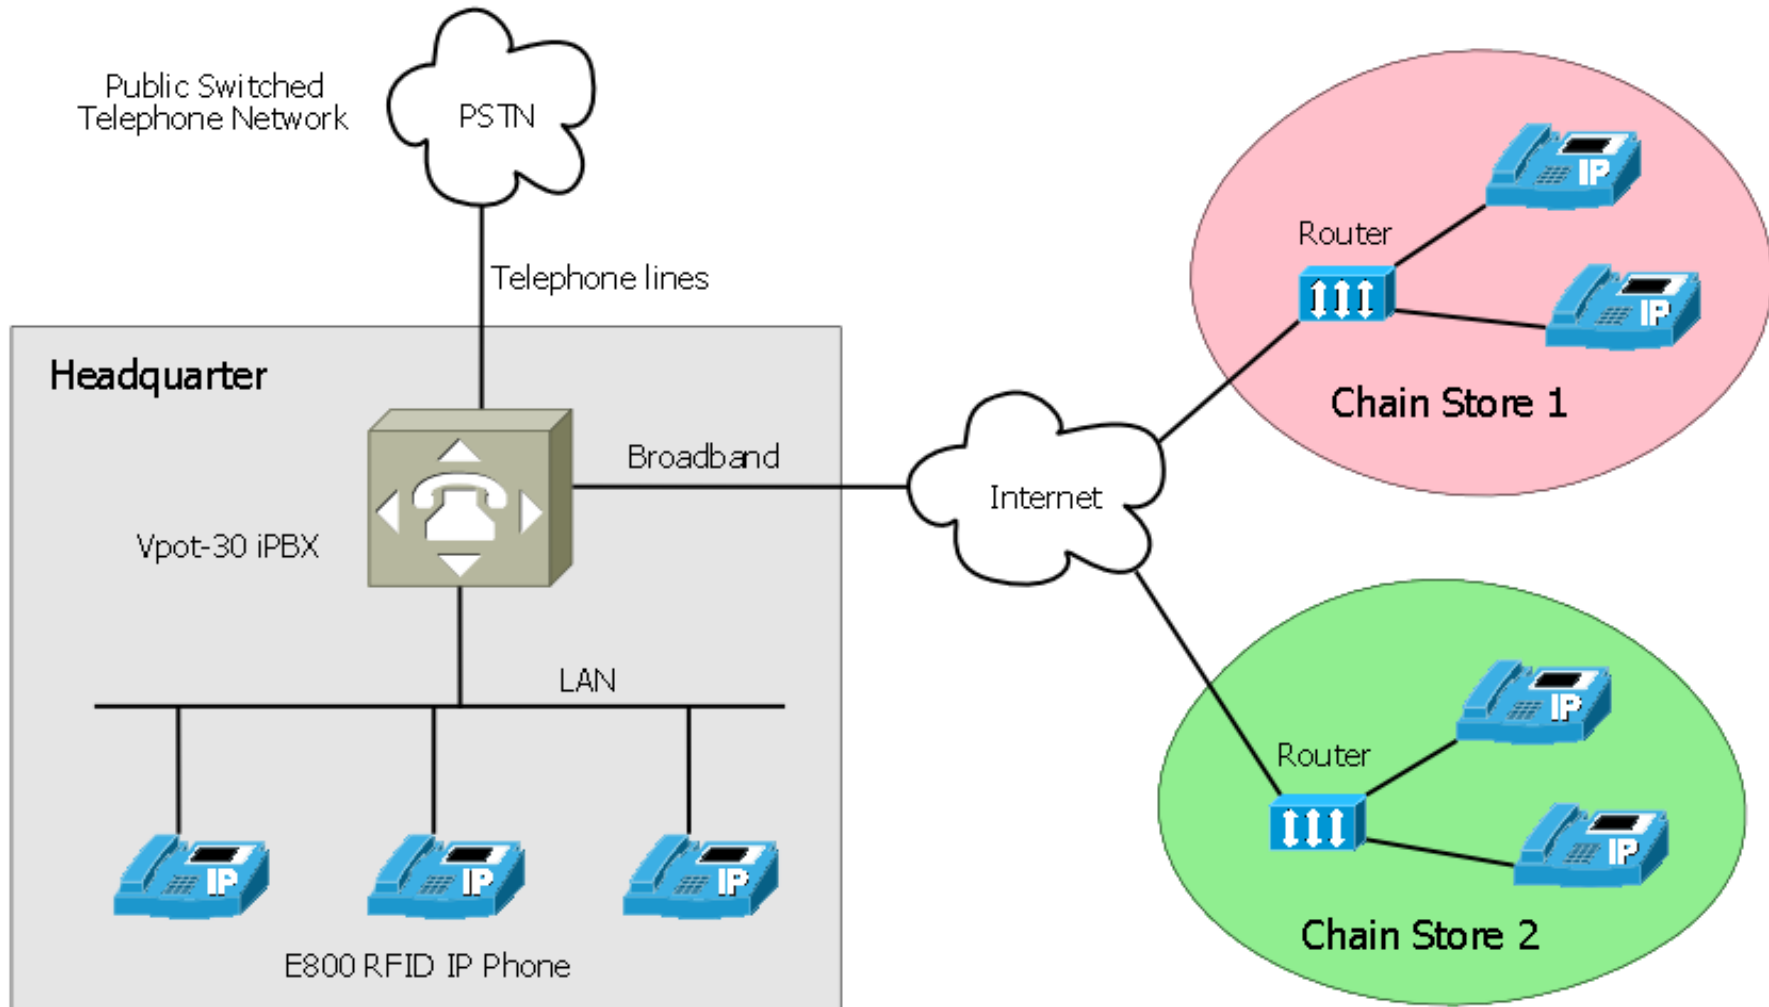 Public Switched
Telephone Network
PSTN
Telephone lines
Headquarter
Vpot-30 iPBX
Broadband
Internet
LAN
IP
IP
IP
E800 RFID IP Phone
Router
IP
IP
Chain Store 1
Router
IP
IP
Chain Store 2